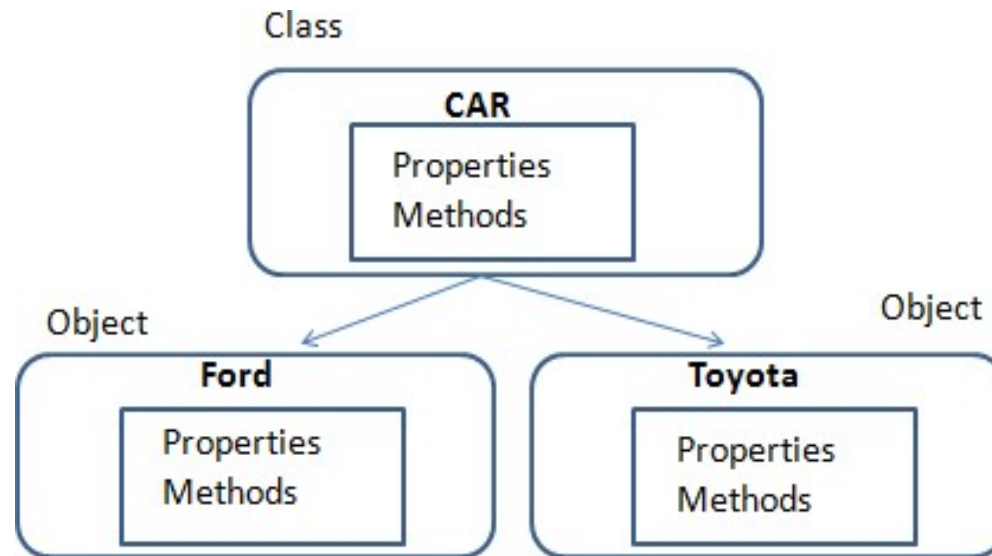 Class
CAR
Properties
Methods
Object
Object
Ford
Toyota
Properties
Methods
Properties
Methods